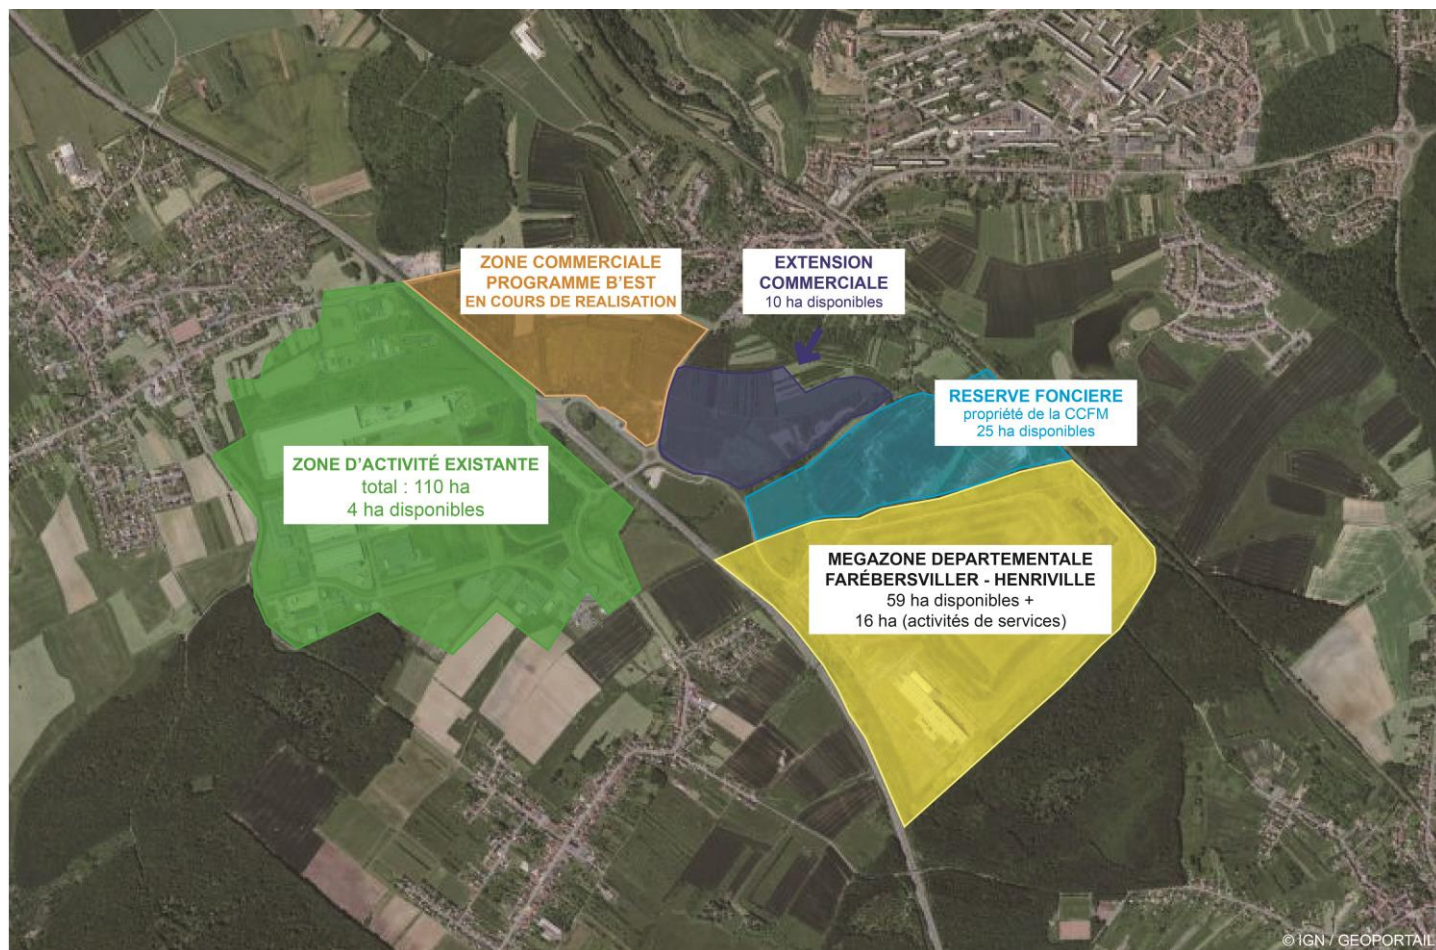 ZONE COMMERCIALE
PROGRAMME B'EST
EN COURS DE REALISATION
EXTENSION
COMMERCIALE
10 ha disponibles
RESERVE FONCIERE
propriété de la CCFM
25 ha disponibles
ZONE D'ACTIVITÉ EXISTANTE
total : 110 ha
4 ha disponibles
MEGAZONE DEPARTEMENTALE
FARÉBERSVILLER - HENRIVILLE
59 ha disponibles +
16 ha (activités de services)
© IGN / GEOPORTAIL